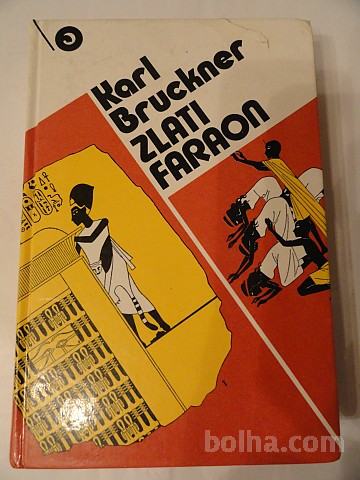 Karl
Bruckner
ZLATI
FARAON
bolha.com